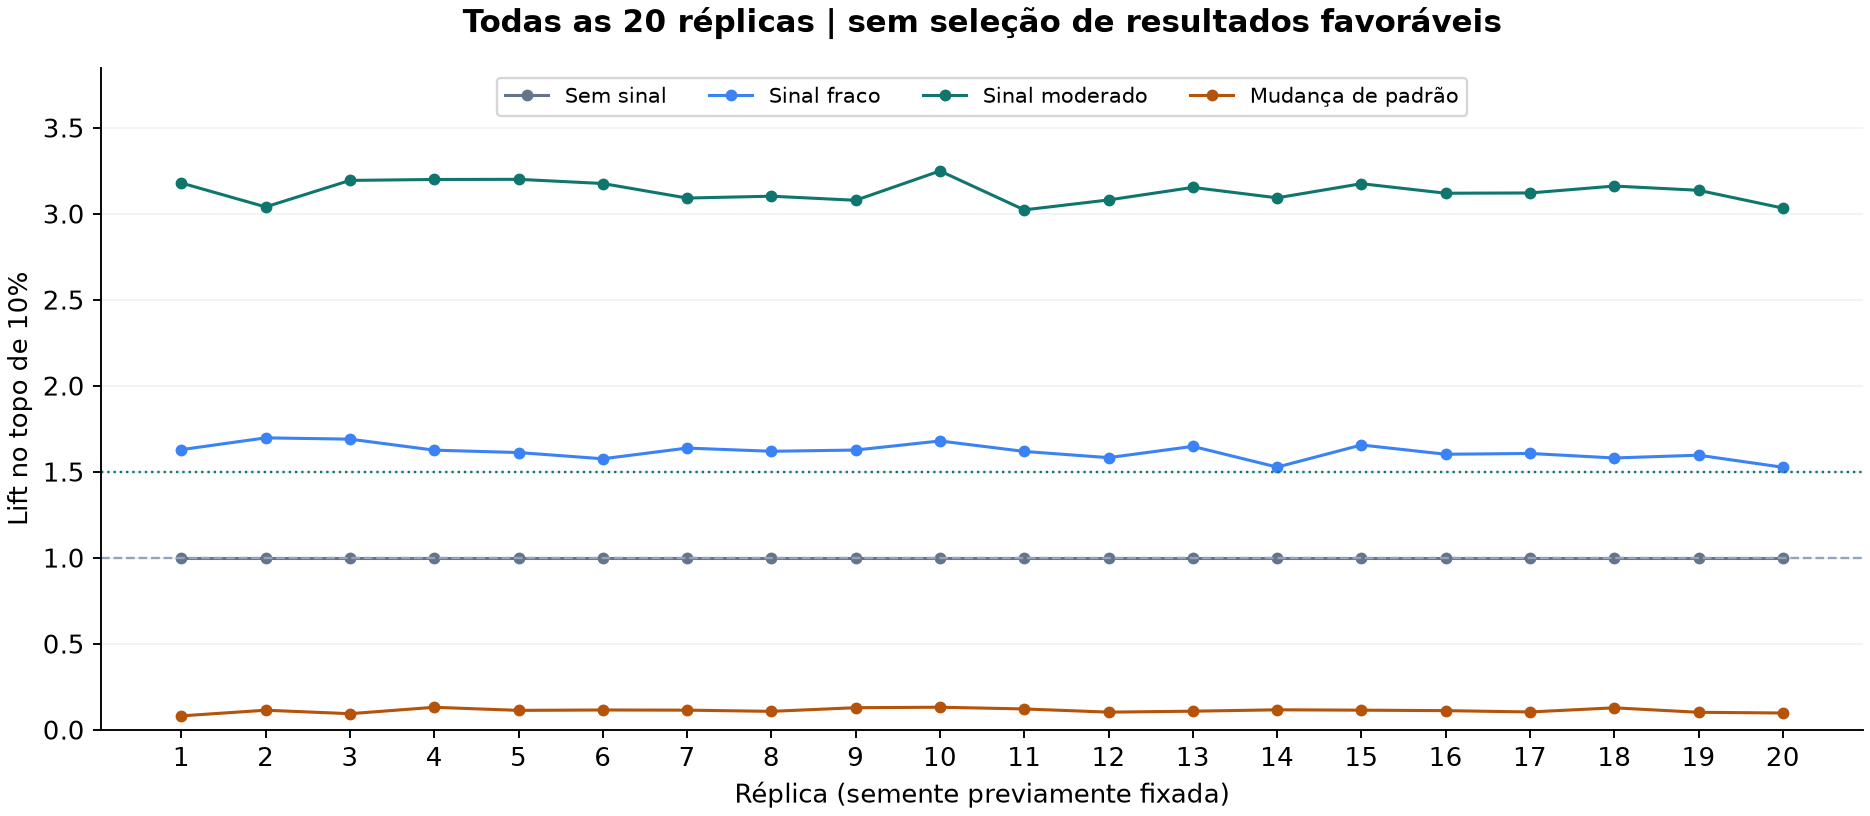 Todas as 20 réplicas | sem seleção de resultados favoráveis
Sem sinal Sinal fraco Sinal moderado Mudança de padrão
Lift no topo de 10%
3.5
3.0
2.5
2.0
1.5
1.0
0.5
0.0
1 2 3 4 5 6 7 8 9 10 11 12 13 14 15 16 17 18 19 20
Réplica (semente previamente fixada)